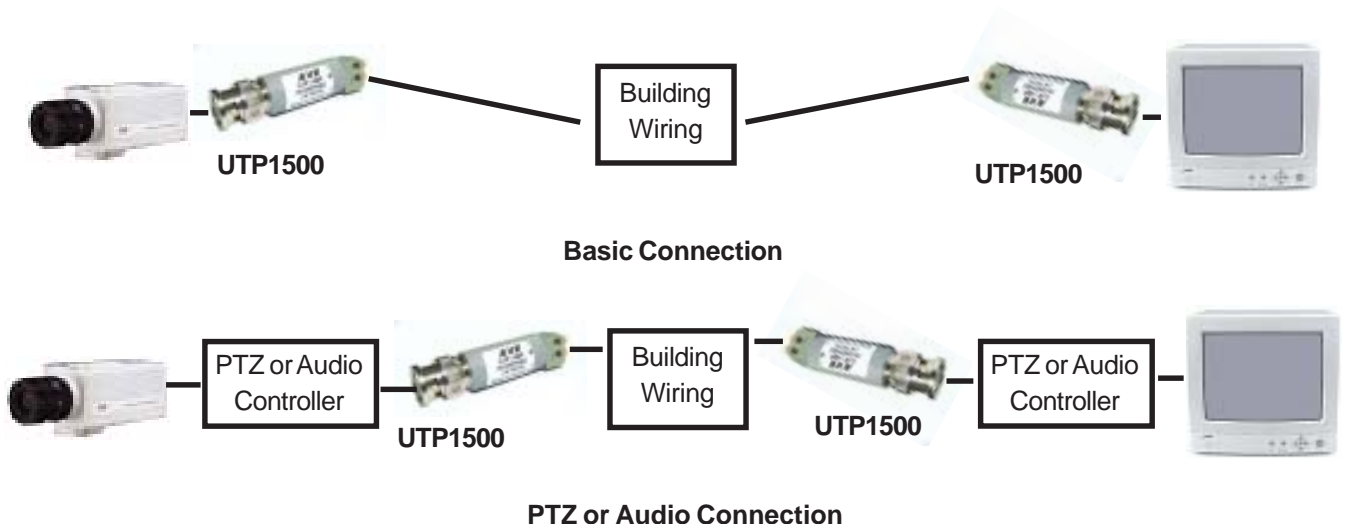 Building
Wiring
UTP1500
UTP1500
Basic Connection
PTZ or Audio
Controller
Building
Wiring
PTZ or Audio
Controller
UTP1500
UTP1500
PTZ or Audio Connection